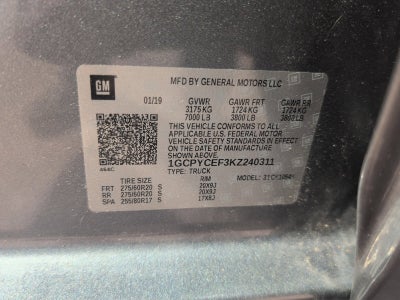 GM
MFD BY GENERAL MOTORS LLC
01/19 GVWR GAWR FRT GAWR RR
3175 KG 1724 KG 1724 KG
7000 LB 3800 LB 3800 LB
THIS VEHICLE CONFORMS TO ALL
APPLICABLE U.S. FEDERAL MOTOR
VEHICLE SAFETY STANDARDS IN EFFECT
ON THE DATE OF MANUFACTURE SHOWN ABOVE.
1GCPYCEF3KZ240311
TYPE: TRUCK
RIM MODEL:
FRT 275/60R20 S 20X9J
RR 275/60R20 S 20X9J
SPA 255/80R17 S 17X8J